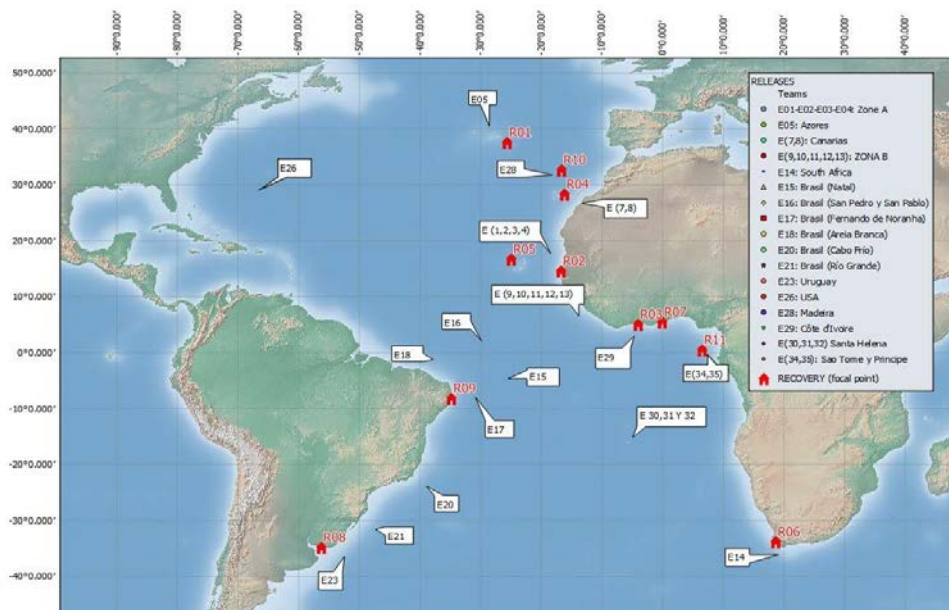 -90°0.000' -80°0.000' -70°0.000' -60°0.000' -50°0.000' -40°0.000' -30°0.000' -20°0.000' -10°0.000' 0°0.000' 10°0.000' 20°0.000' 30°0.000' 40°0.000'
50°0.000'
40°0.000'
30°0.000'
20°0.000'
10°0.000'
0°0.000'
-10°0.000'
-20°0.000'
-30°0.000'
-40°0.000'
E05
R01
E26
E28
R10
R04
E (7,8)
E (1,2,3,4)
R05
R02
E (9,10,11,12,13)
E16
R03
R07
E18
E29
R11
E(34,35)
E15
R09
E17
E 30,31 Y 32
E20
E21
R08
E23
R06
E14
RELEASES
Teams
E01-E02-E03-E04: Zone A
E05: Azores
E(7,8): Canarias
E(9,10,11,12,13): ZONA B
E14: South Africa
E15: Brasil (Natal)
E16: Brasil (San Pedro y San Pablo)
E17: Brasil (Fernando de Noranha)
E18: Brasil (Areia Branca)
E20: Brasil (Cabo Frío)
E21: Brasil (Río Grande)
E23: Uruguay
E26: USA
E28: Madeira
E29: Côte d'Ivoire
E(30,31,32) Santa Helena
E(34,35): Sao Tome y Principe
RECOVERY (focal point)